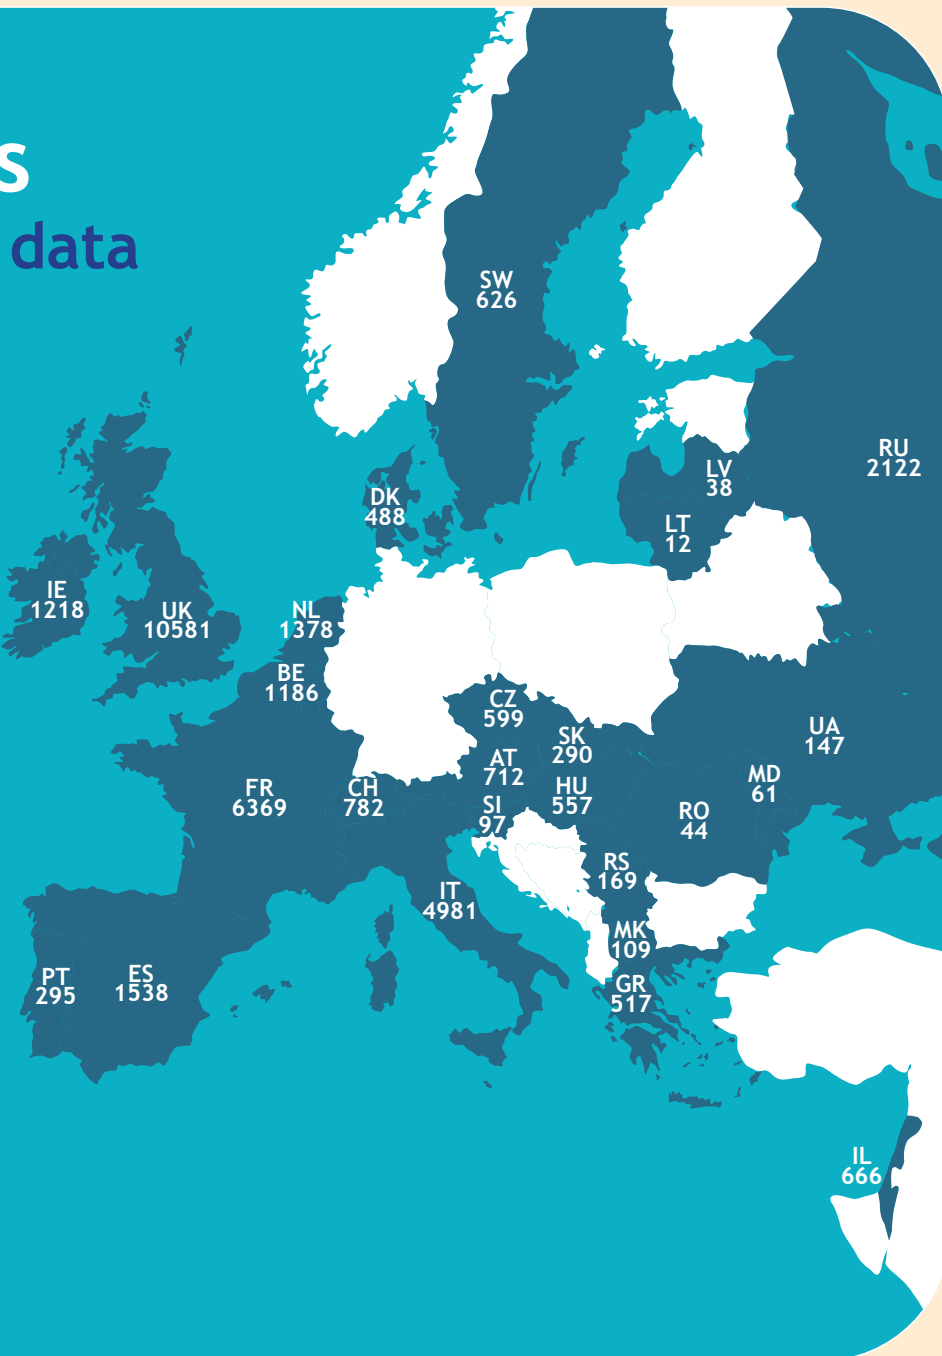 s
data
SW
626
RU
2122
LV
38
DK
488
LT
12
IE
1218
UK
10581
NL
1378
BE
1186
CZ
599
UA
147
SK
290
AT
712
MD
61
FR
6369
CH
782
HU
557
SI
97
RO
44
RS
169
IT
4981
MK
109
PT
295
ES
1538
GR
517
IL
666